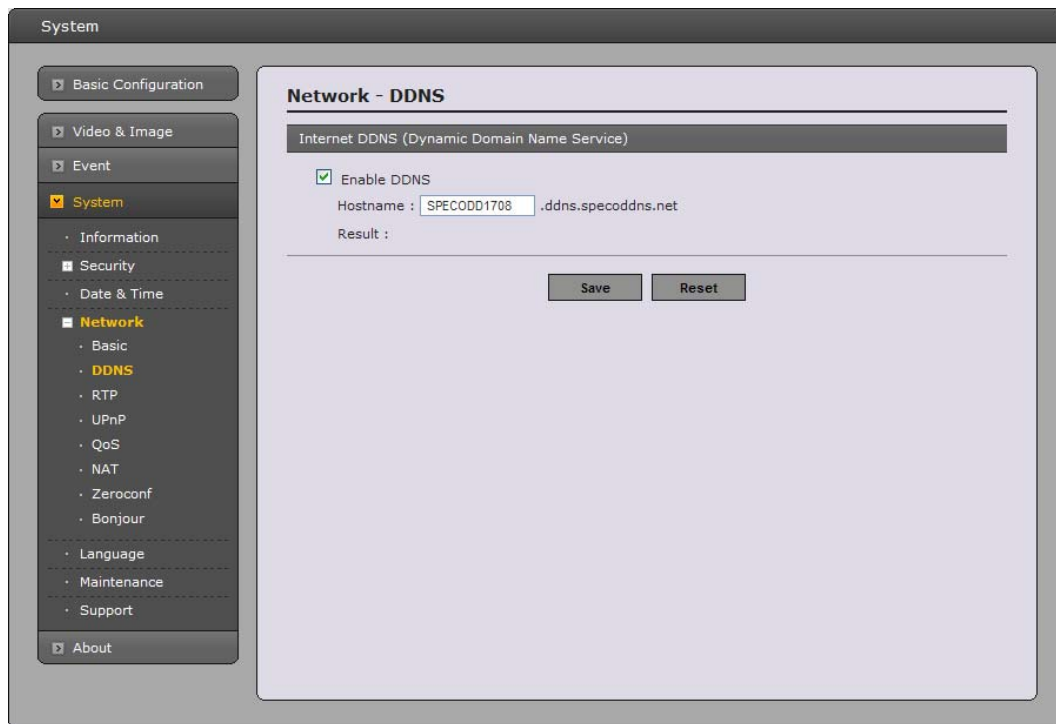 System
Basic Configuration
Video & Image
Event
System
· Information
Security
· Date & Time
Network
· Basic
· DDNS
· RTP
· UPnP
· QoS
· NAT
· Zeroconf
· Bonjour
· Language
· Maintenance
· Support
About
Network - DDNS
Internet DDNS (Dynamic Domain Name Service)
Enable DDNS
Hostname : SPECODD1708 .ddns.specoddns.net
Result :
Save Reset